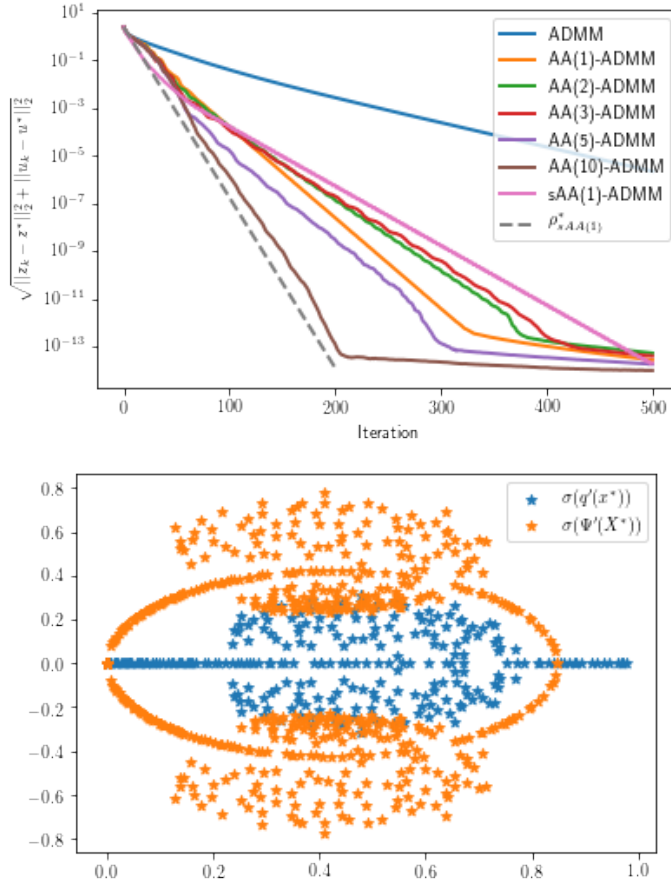 10^1
10^{-1}
10^{-3}
10^{-5}
10^{-7}
10^{-9}
10^{-11}
10^{-13}
\sqrt{||z_k - z^*||_2^2 + ||u_k - u^*||_2^2}
ADMM
AA(1)-ADMM
AA(2)-ADMM
AA(3)-ADMM
AA(5)-ADMM
AA(10)-ADMM
sAA(1)-ADMM
ρ^*_{sAA(1)}
0 100 200 300 400 500
Iteration
0.8
0.6
0.4
0.2
0.0
−0.2
−0.4
−0.6
−0.8
σ(q′(x*))
σ(Ψ′(X*))
0.0 0.2 0.4 0.6 0.8 1.0